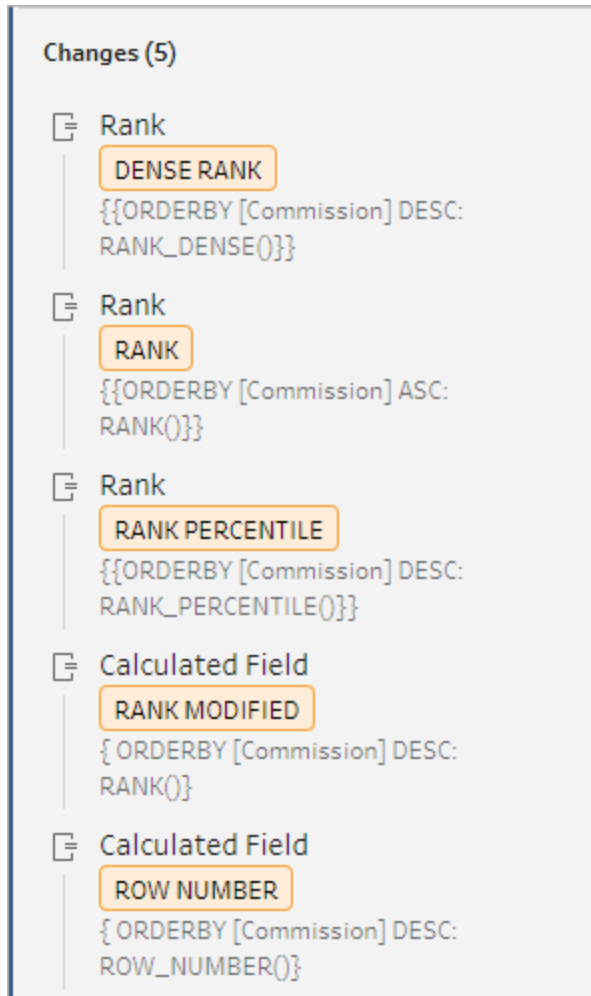 Changes (5)
Rank
DENSE RANK
{{ORDERBY [Commission] DESC:
RANK_DENSE()}}
Rank
RANK
{{ORDERBY [Commission] ASC:
RANK()}}
Rank
RANK PERCENTILE
{{ORDERBY [Commission] DESC:
RANK_PERCENTILE()}}
Calculated Field
RANK MODIFIED
{ ORDERBY [Commission] DESC:
RANK()}
Calculated Field
ROW NUMBER
{ ORDERBY [Commission] DESC:
ROW_NUMBER()}